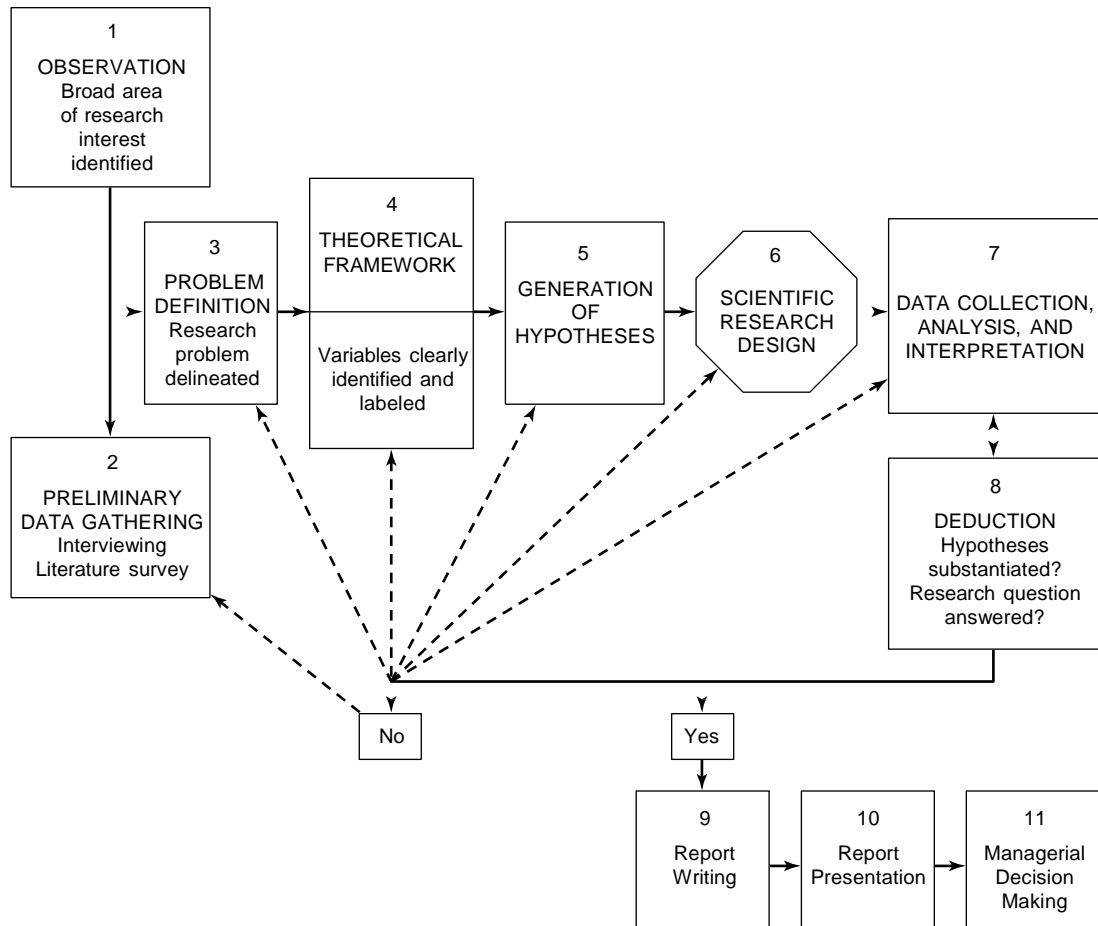 1
OBSERVATION
Broad area
of research
interest
identified
2
PRELIMINARY
DATA GATHERING
Interviewing
Literature survey
3
PROBLEM
DEFINITION
Research
problem
delineated
4
THEORETICAL
FRAMEWORK
Variables clearly
identified and
labeled
5
GENERATION
OF
HYPOTHESES
6
SCIENTIFIC
RESEARCH
DESIGN
7
DATA COLLECTION,
ANALYSIS, AND
INTERPRETATION
8
DEDUCTION
Hypotheses
substantiated?
Research question
answered?
No
Yes
9
Report
Writing
10
Report
Presentation
11
Managerial
Decision
Making